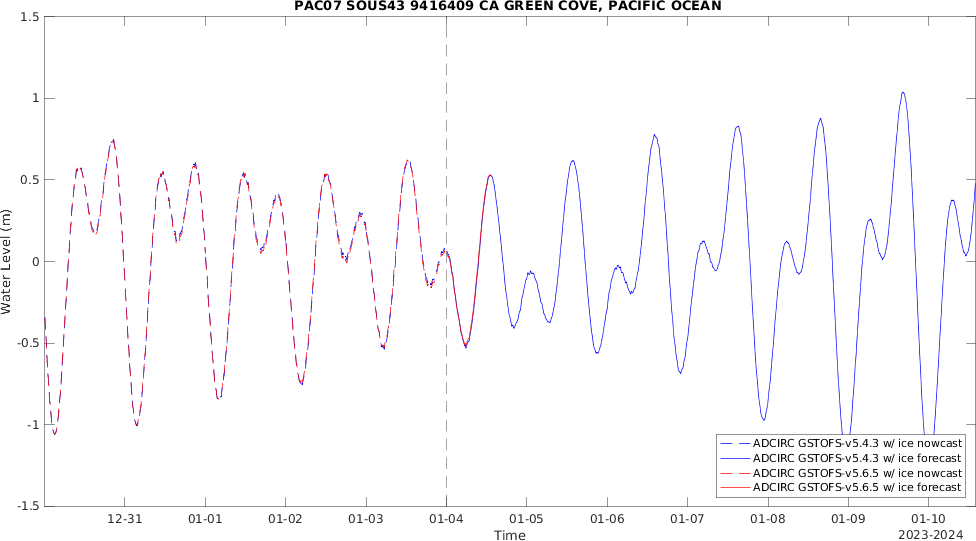 PAC07 SOUS43 9416409 CA GREEN COVE, PACIFIC OCEAN
1.5
1
0.5
0
-0.5
-1
-1.5
Water Level (m)
ADCIRC GSTOFS-v5.4.3 w/ ice nowcast
ADCIRC GSTOFS-v5.4.3 w/ ice forecast
ADCIRC GSTOFS-v5.6.5 w/ ice nowcast
ADCIRC GSTOFS-v5.6.5 w/ ice forecast
12-31 01-01 01-02 01-03 01-04 01-05 01-06 01-07 01-08 01-09 01-10
Time
2023-2024